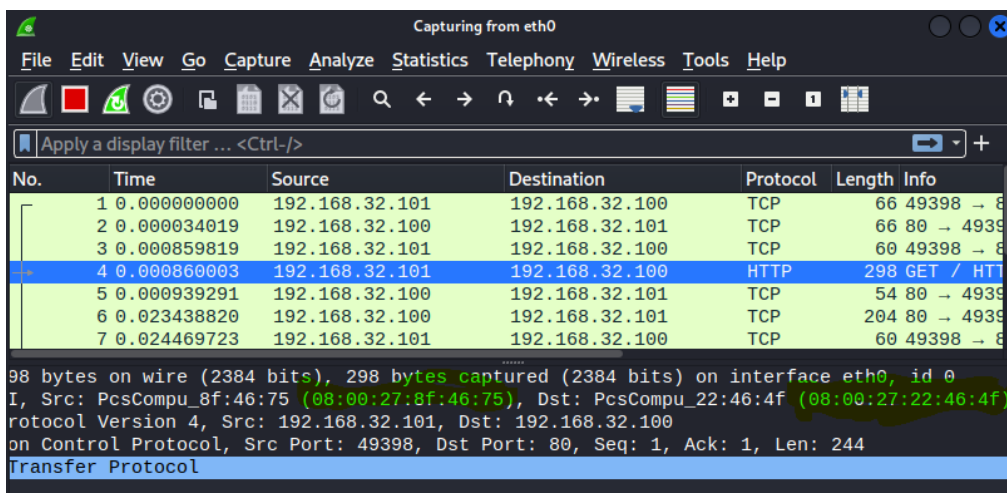 Capturing from eth0
File Edit View Go Capture Analyze Statistics Telephony Wireless Tools Help
Apply a display filter ... <Ctrl-/>
No. Time Source Destination Protocol Length Info
1 0.000000000 192.168.32.101 192.168.32.100 TCP 66 49398 → 8
2 0.000034019 192.168.32.100 192.168.32.101 TCP 66 80 → 4939
3 0.000859819 192.168.32.101 192.168.32.100 TCP 60 49398 → 8
4 0.000860003 192.168.32.101 192.168.32.100 HTTP 298 GET / HTT
5 0.000939291 192.168.32.100 192.168.32.101 TCP 54 80 → 4939
6 0.023438820 192.168.32.100 192.168.32.101 TCP 204 80 → 4939
7 0.024469723 192.168.32.101 192.168.32.100 TCP 60 49398 → 8
98 bytes on wire (2384 bits), 298 bytes captured (2384 bits) on interface eth0, id 0
I, Src: PcsCompu_8f:46:75 (08:00:27:8f:46:75), Dst: PcsCompu_22:46:4f (08:00:27:22:46:4f)
rotocol Version 4, Src: 192.168.32.101, Dst: 192.168.32.100
on Control Protocol, Src Port: 49398, Dst Port: 80, Seq: 1, Ack: 1, Len: 244
Transfer Protocol